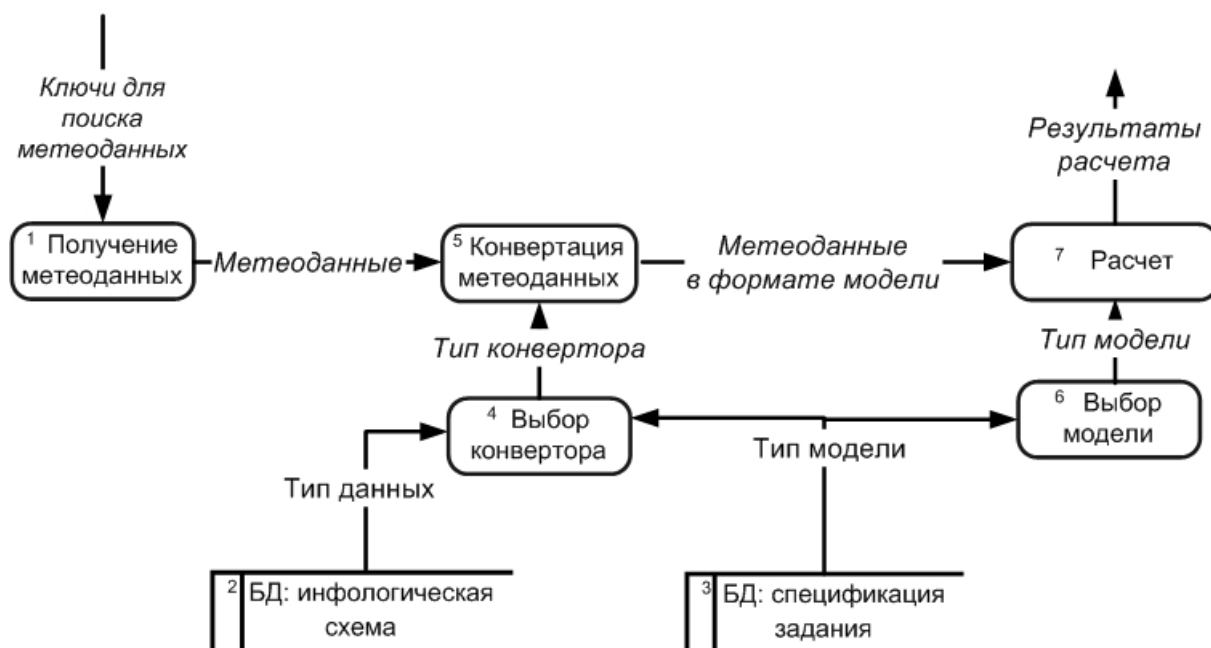 Ключи для
поиска
метеоданных
Результаты
расчета
1 Получение
метеоданных
Метеоданные
5 Конвертация
метеоданных
Метеоданные
в формате модели
7 Расчет
Тип конвертора
Тип модели
4 Выбор
конвертора
6 Выбор
модели
Тип модели
Тип данных
2 БД: инфологическая
схема
3 БД: спецификация
задания